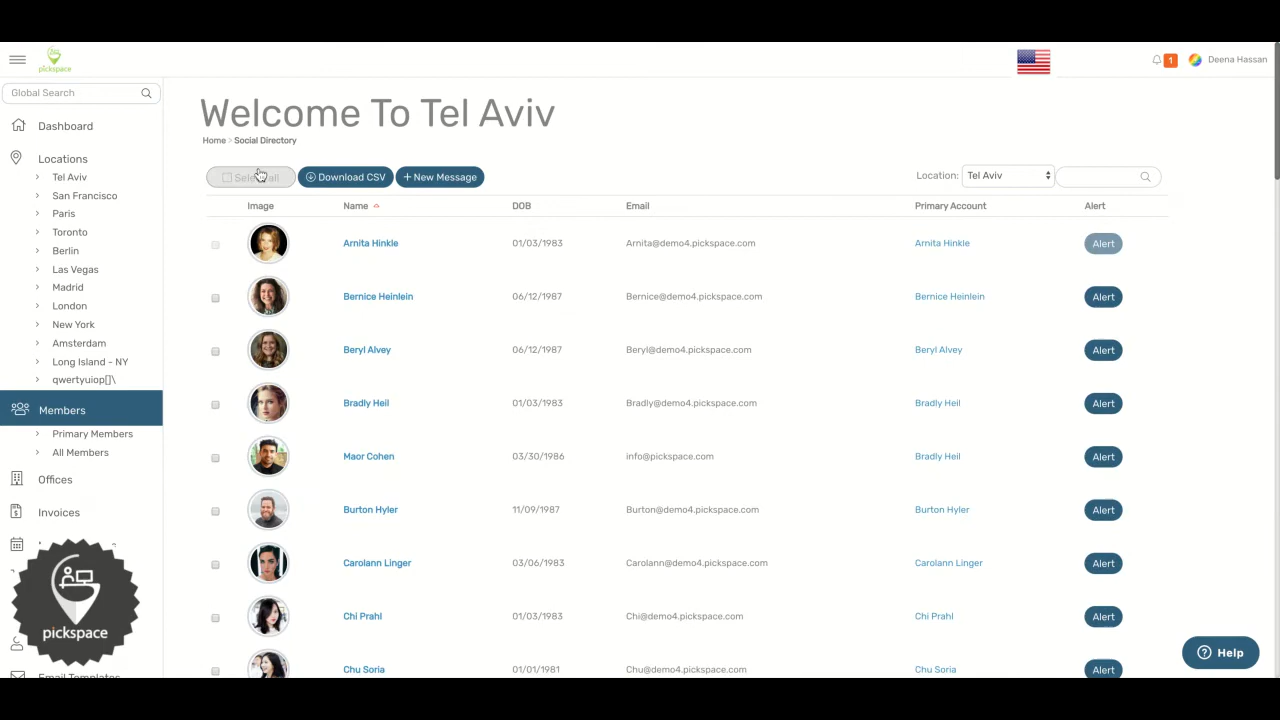 pickspace
1
Deena Hassan
Global Search
Welcome To Tel Aviv
Home > Social Directory
Dashboard
Locations
Tel Aviv
San Francisco
Paris
Toronto
Berlin
Las Vegas
Madrid
London
New York
Amsterdam
Long Island - NY
qwertyuiop[]\
Members
Primary Members
All Members
Offices
Invoices
pickspace
Email Templates
Download CSV
+ New Message
Location: Tel Aviv
Image Name DOB Email Primary Account Alert
Arnita Hinkle 01/03/1983 Arnita@demo4.pickspace.com Arnita Hinkle Alert
Bernice Heinlein 06/12/1987 Bernice@demo4.pickspace.com Bernice Heinlein Alert
Beryl Alvey 06/12/1987 Beryl@demo4.pickspace.com Beryl Alvey Alert
Bradly Heil 01/03/1983 Bradly@demo4.pickspace.com Bradly Heil Alert
Maor Cohen 03/30/1986 info@pickspace.com Bradly Heil Alert
Burton Hyler 11/09/1987 Burton@demo4.pickspace.com Burton Hyler Alert
Carolann Linger 03/06/1983 Carolann@demo4.pickspace.com Carolann Linger Alert
Chi Prahl 01/03/1983 Chi@demo4.pickspace.com Chi Prahl Alert
Chu Soria 01/01/1981 Chu@demo4.pickspace.com Chu Soria Alert
Help